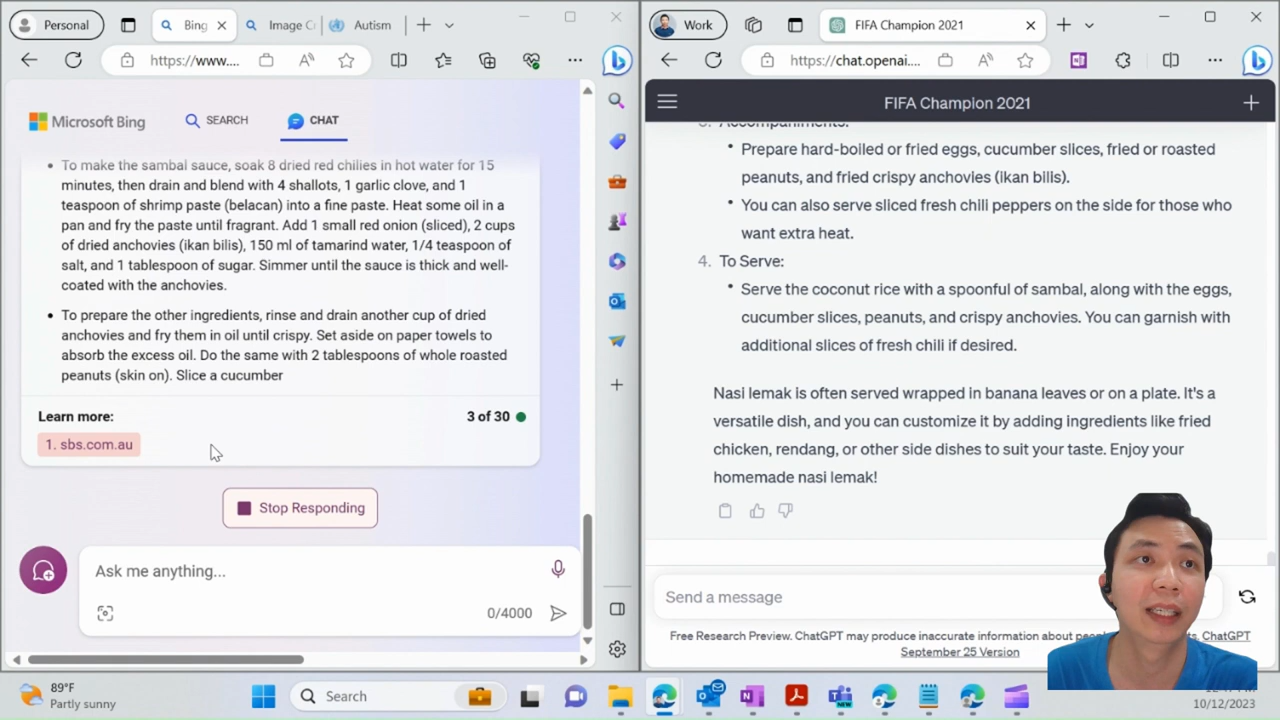 Personal
Bing
Image C
Autism
https://www....
Microsoft Bing
SEARCH
CHAT
To make the sambal sauce, soak 8 dried red chilies in hot water for 15
minutes, then drain and blend with 4 shallots, 1 garlic clove, and 1
teaspoon of shrimp paste (belacan) into a fine paste. Heat some oil in a
pan and fry the paste until fragrant. Add 1 small red onion (sliced), 2 cups
of dried anchovies (ikan bilis), 150 ml of tamarind water, 1/4 teaspoon of
salt, and 1 tablespoon of sugar. Simmer until the sauce is thick and well-
coated with the anchovies.
To prepare the other ingredients, rinse and drain another cup of dried
anchovies and fry them in oil until crispy. Set aside on paper towels to
absorb the excess oil. Do the same with 2 tablespoons of whole roasted
peanuts (skin on). Slice a cucumber
Learn more:
3 of 30
1. sbs.com.au
Stop Responding
Ask me anything...
0/4000
Work
FIFA Champion 2021
https://chat.openai....
FIFA Champion 2021
Accompaniments:
Prepare hard-boiled or fried eggs, cucumber slices, fried or roasted
peanuts, and fried crispy anchovies (ikan bilis).
You can also serve sliced fresh chili peppers on the side for those who
want extra heat.
4. To Serve:
Serve the coconut rice with a spoonful of sambal, along with the eggs,
cucumber slices, peanuts, and crispy anchovies. You can garnish with
additional slices of fresh chili if desired.
Nasi lemak is often served wrapped in banana leaves or on a plate. It's a
versatile dish, and you can customize it by adding ingredients like fried
chicken, rendang, or other side dishes to suit your taste. Enjoy your
homemade nasi lemak!
Send a message
Free Research Preview. ChatGPT may produce inaccurate information about ChatGPT
September 25 Version
89°F
Partly sunny
Search
NEW
10/12/2023